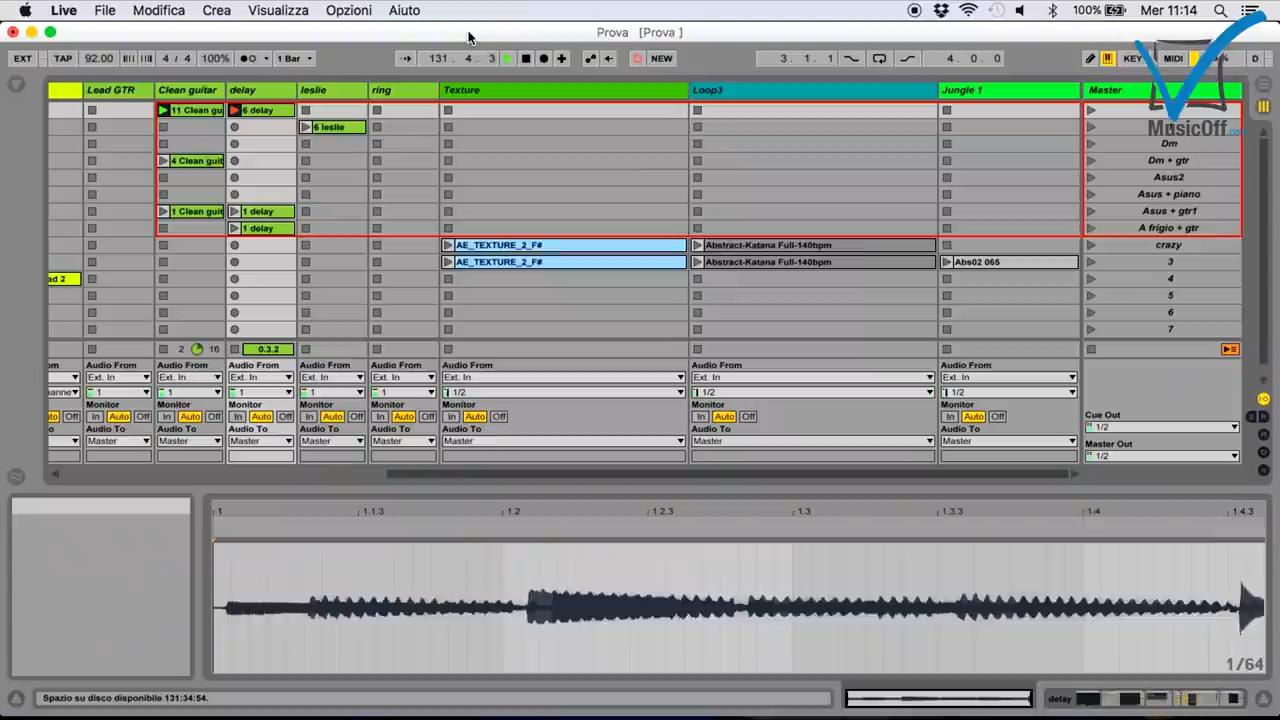 Live File Modifica Crea Visualizza Opzioni Aiuto 100% Mer 11:14
Prova [Prova ]
EXT TAP 92.00 4 / 4 100% 1 Bar 131. 4. 3 NEW 3. 1. 1 4. 0. 0 KEY MIDI D
Lead GTR Clean guitar delay leslie ring Texture Loop3 Jungle 1 Master
11 Clean gu 6 delay
6 leslie
MusicOff.com
Dm
4 Clean guit Dm + gtr
Asus2
Asus + piano
1 Clean guit 1 delay Asus + gtr1
1 delay A frigio + gtr
AE_TEXTURE_2_F# Abstract-Katana Full-140bpm crazy
AE_TEXTURE_2_F# Abstract-Katana Full-140bpm Abs02 065 3
ad 2 4
5
6
7
2 16 0.3.2
om Audio From Audio From Audio From Audio From Audio From Audio From Audio From Audio From
Ext. In Ext. In Ext. In Ext. In Ext. In Ext. In Ext. In Ext. In
hanne 1 1 1 1 1 1/2 1/2 1/2
Monitor Monitor Monitor Monitor Monitor Monitor Monitor Monitor
to Off In Auto Off In Auto Off In Auto Off In Auto Off In Auto Off In Auto Off In Auto Off In Auto Off Cue Out
Audio To Audio To Audio To Audio To Audio To Audio To Audio To Audio To 1/2
Master Master Master Master Master Master Master Master Master Out
1/2
1 1.1.3 1.2 1.2.3 1.3 1.3.3 1.4 1.4.3
1/64
Spazio su disco disponibile 131:34:54. delay